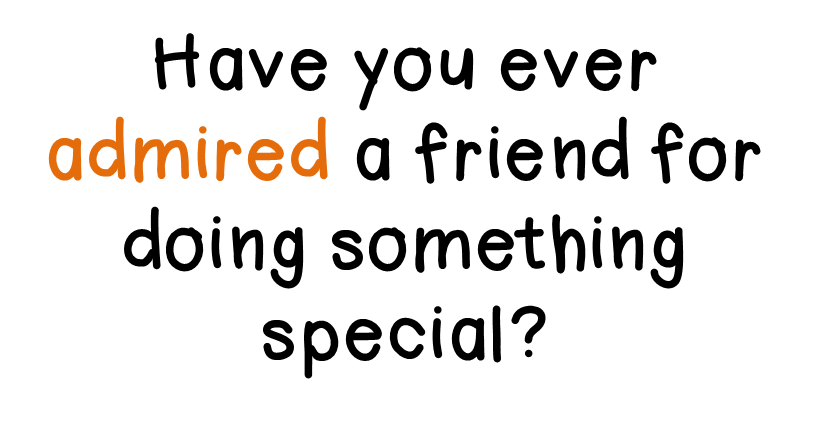 Have you ever
admired a friend for
doing something
special?